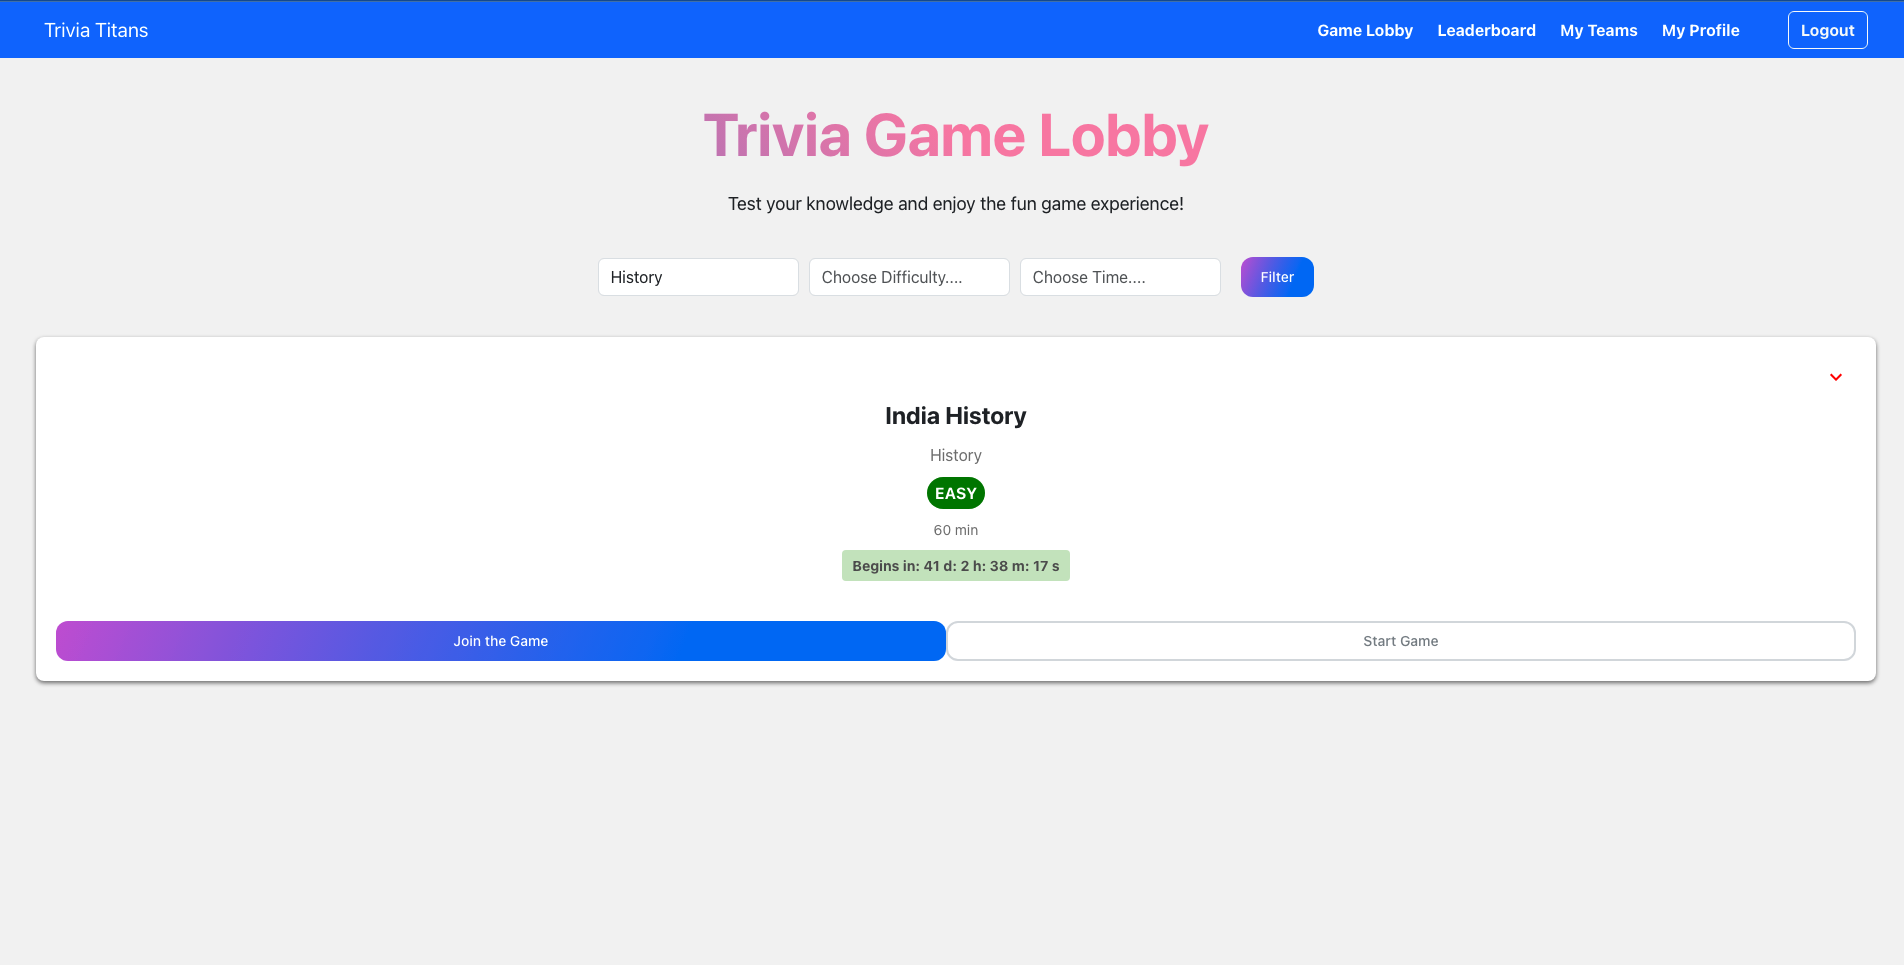 Trivia Titans Game Lobby Leaderboard My Teams My Profile Logout
Trivia Game Lobby
Test your knowledge and enjoy the fun game experience!
History Choose Difficulty.... Choose Time.... Filter
India History
History
EASY
60 min
Begins in: 41 d: 2 h: 38 m: 17 s
Join the Game Start Game